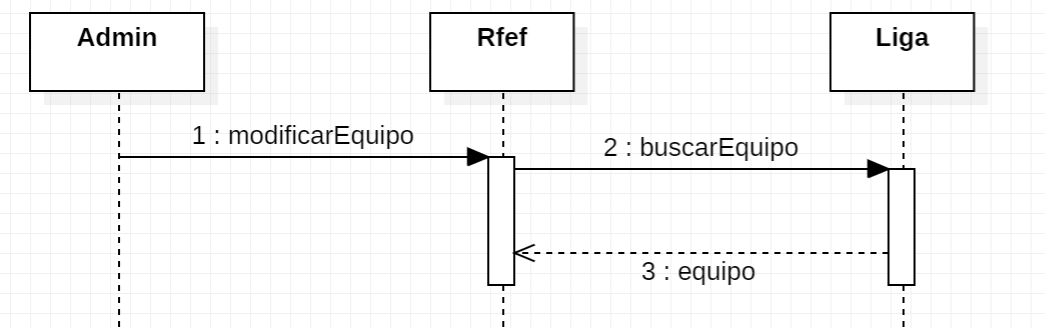 Admin
Rfef
Liga
1 : modificarEquipo
2 : buscarEquipo
3 : equipo